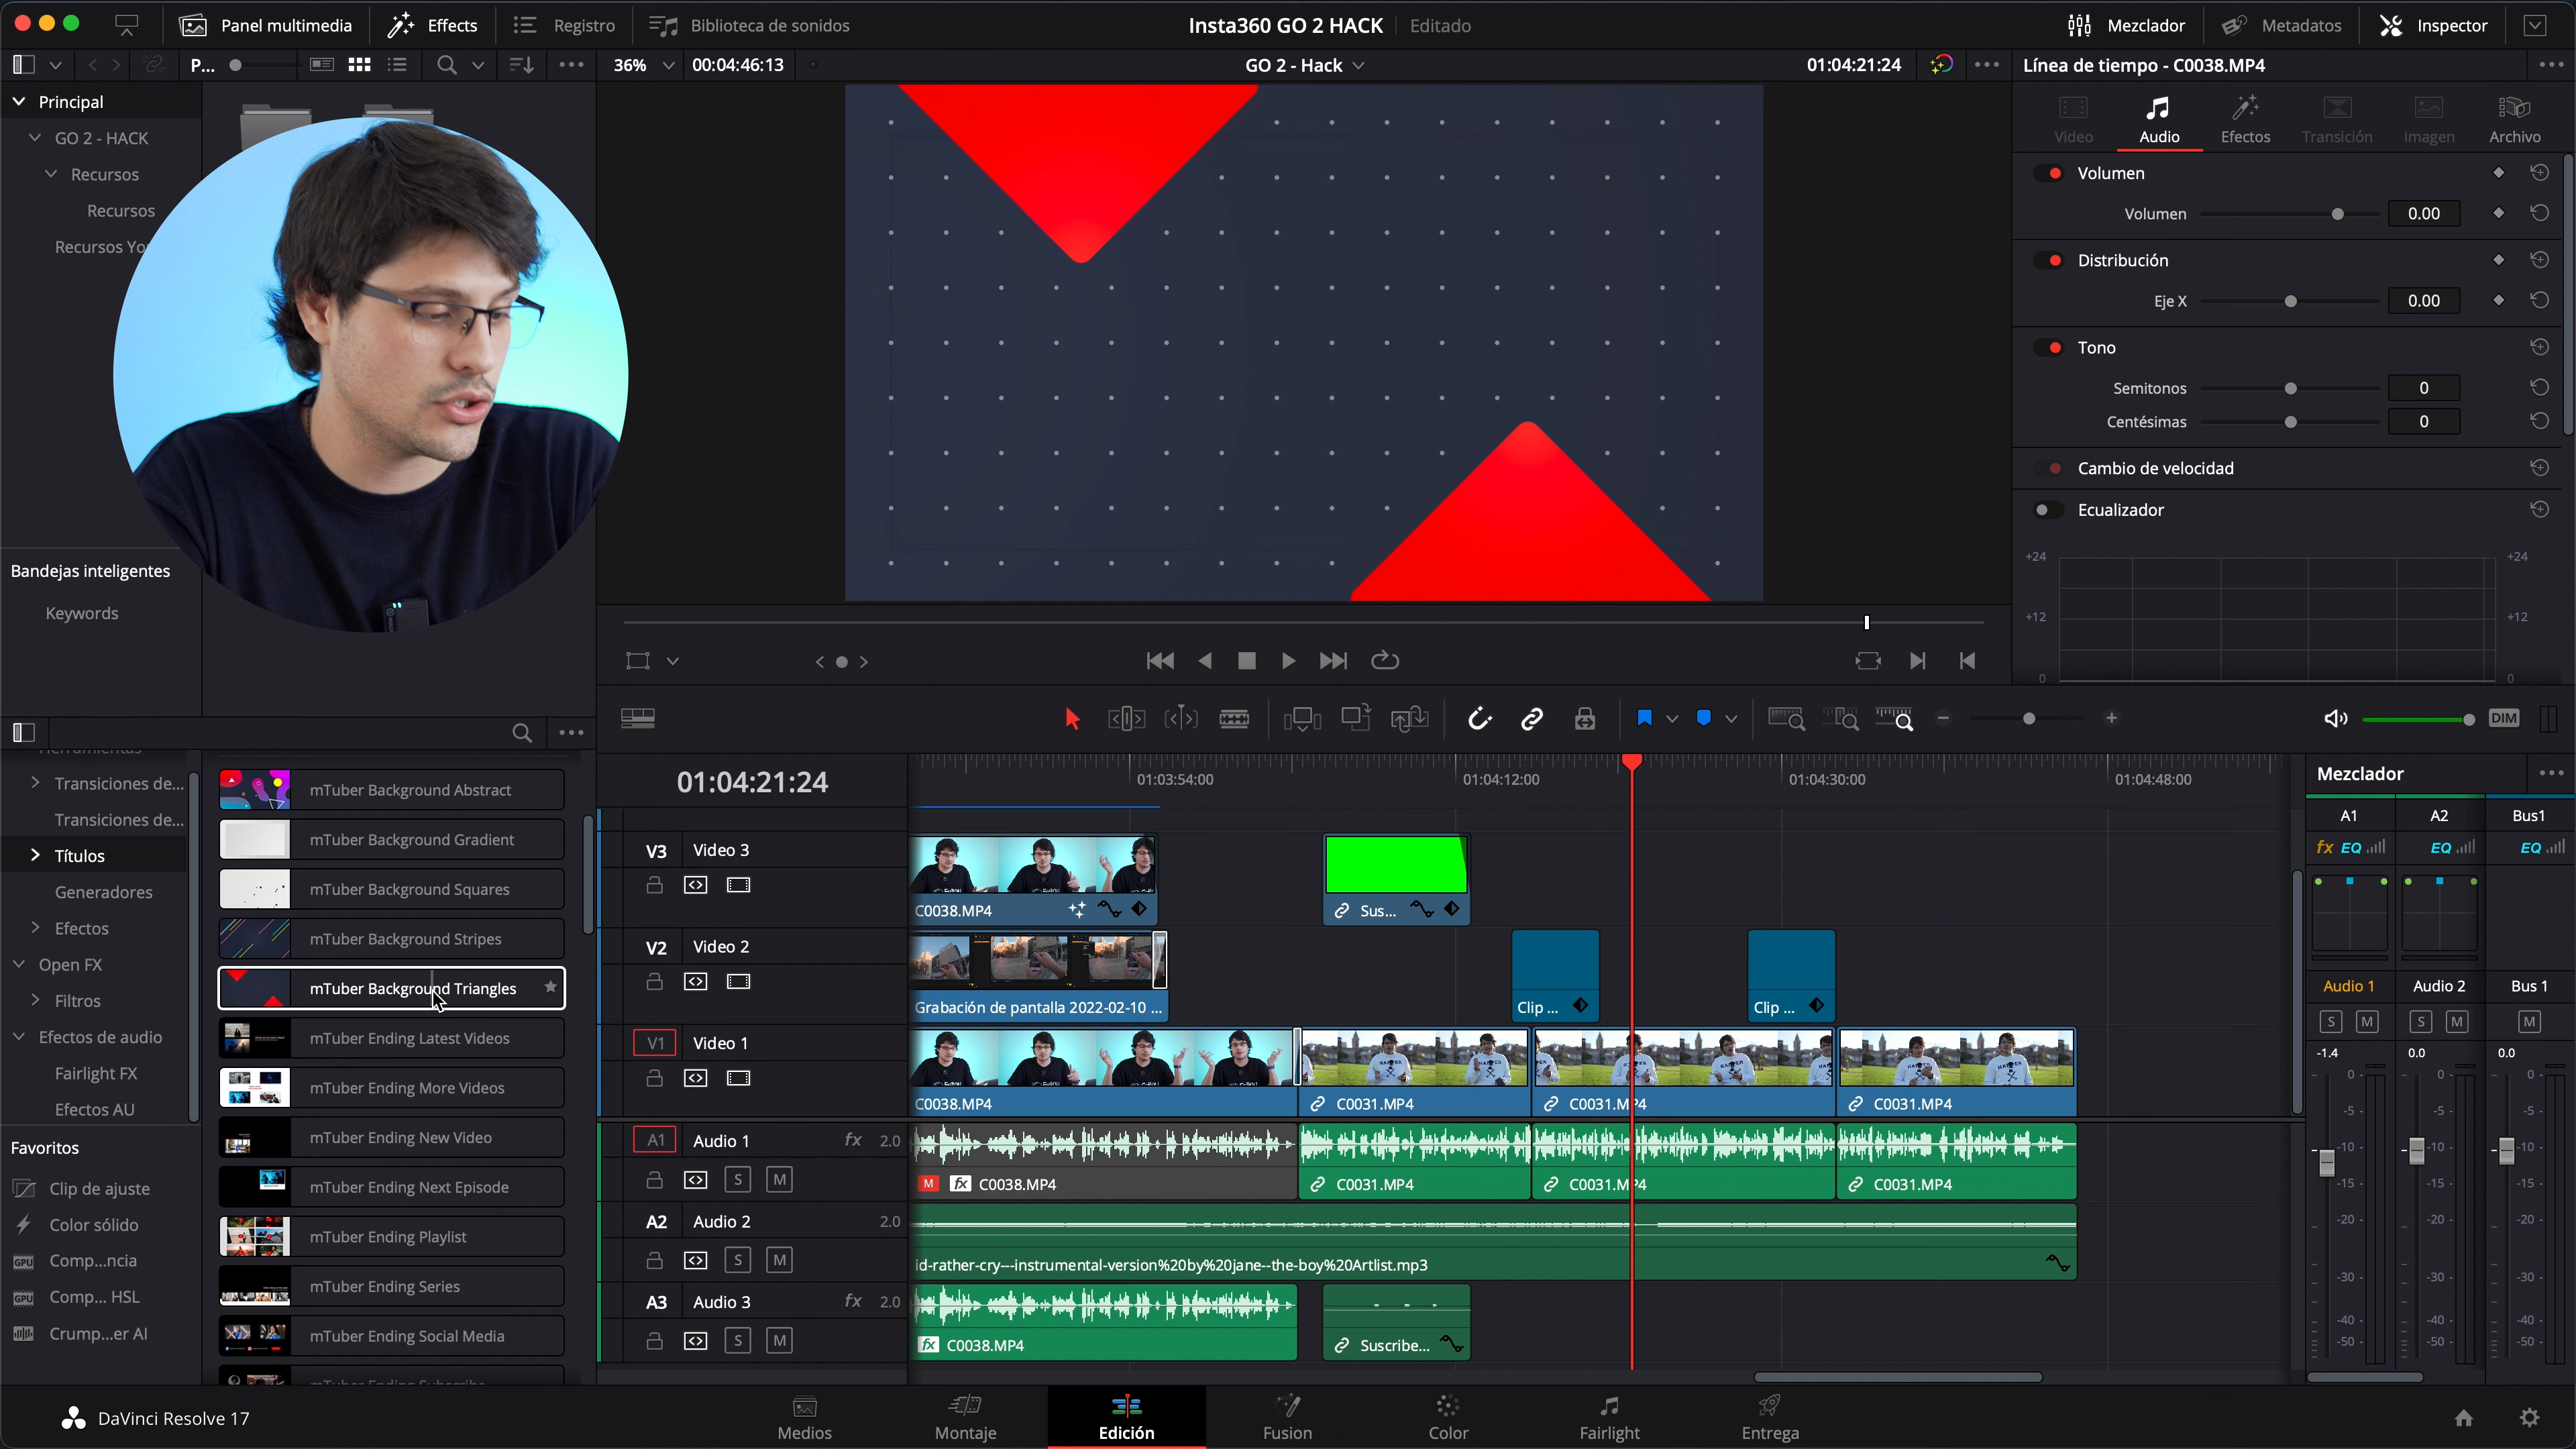 Panel multimedia
Effects
Registro
Biblioteca de sonidos
Insta360 GO 2 HACK
Editado
Mezclador
Metadatos
Inspector
P...
36%
00:04:46:13
GO 2 - Hack
01:04:21:24
Línea de tiempo - C0038.MP4
Principal
GO 2 - HACK
Recursos
Recursos
Recursos
Bandejas inteligentes
Keywords
Video
Audio
Efectos
Transición
Imagen
Archivo
Volumen
Volumen
0.00
Distribución
Eje X
0.00
Tono
Semitonos
0
Centésimas
0
Cambio de velocidad
Ecualizador
+24
+24
+12
+12
0
0
DIM
Transiciones de...
Transiciones de...
Títulos
Generadores
Efectos
Open FX
Filtros
Efectos de audio
Fairlight FX
Efectos AU
Favoritos
Clip de ajuste
Color sólido
GPU Comp...ncia
GPU Comp... HSL
Crump...er AI
mTuber Background Abstract
mTuber Background Gradient
mTuber Background Squares
mTuber Background Stripes
mTuber Background Triangles
mTuber Ending Latest Videos
mTuber Ending More Videos
mTuber Ending New Video
mTuber Ending Next Episode
mTuber Ending Playlist
mTuber Ending Series
mTuber Ending Social Media
01:04:21:24
01:03:54:00
01:04:12:00
01:04:30:00
01:04:48:00
V3 Video 3
C0038.MP4
Sus...
V2 Video 2
Grabación de pantalla 2022-02-10 ...
Clip ...
Clip ...
V1 Video 1
C0038.MP4
C0031.MP4
C0031.MP4
C0031.MP4
A1 Audio 1 fx 2.0
S M
M fx C0038.MP4
C0031.MP4
C0031.MP4
C0031.MP4
A2 Audio 2 2.0
S M
id-rather-cry---instrumental-version%20by%20jane--the-boy%20Artlist.mp3
A3 Audio 3 fx 2.0
S M
fx C0038.MP4
Suscribe...
Mezclador
A1 A2 Bus1
fx EQ EQ EQ
Audio 1 Audio 2 Bus 1
S M S M M
-1.4 0.0 0.0
0 0 0
-5 -5 -5
-10 -10 -10
-15 -15 -15
-20 -20 -20
-30 -30 -30
-40 -40 -40
-50 -50 -50
DaVinci Resolve 17
Medios
Montaje
Edición
Fusion
Color
Fairlight
Entrega